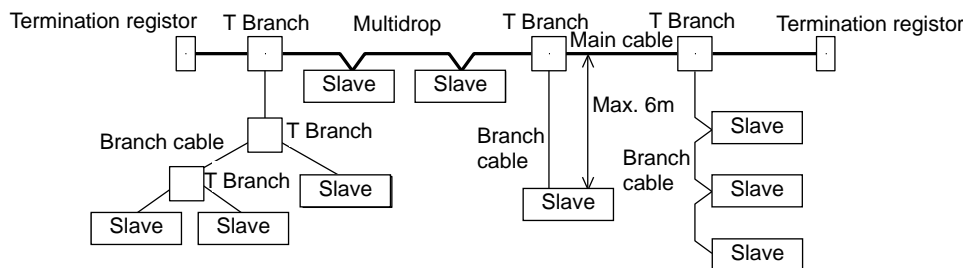 Termination registor
T Branch
Multidrop
T Branch
T Branch
Termination registor
Main cable
Slave
Slave
Max. 6m
T Branch
Branch cable
Branch
cable
Slave
Branch
cable
T Branch
Slave
Slave
Slave
Slave
Slave
Slave